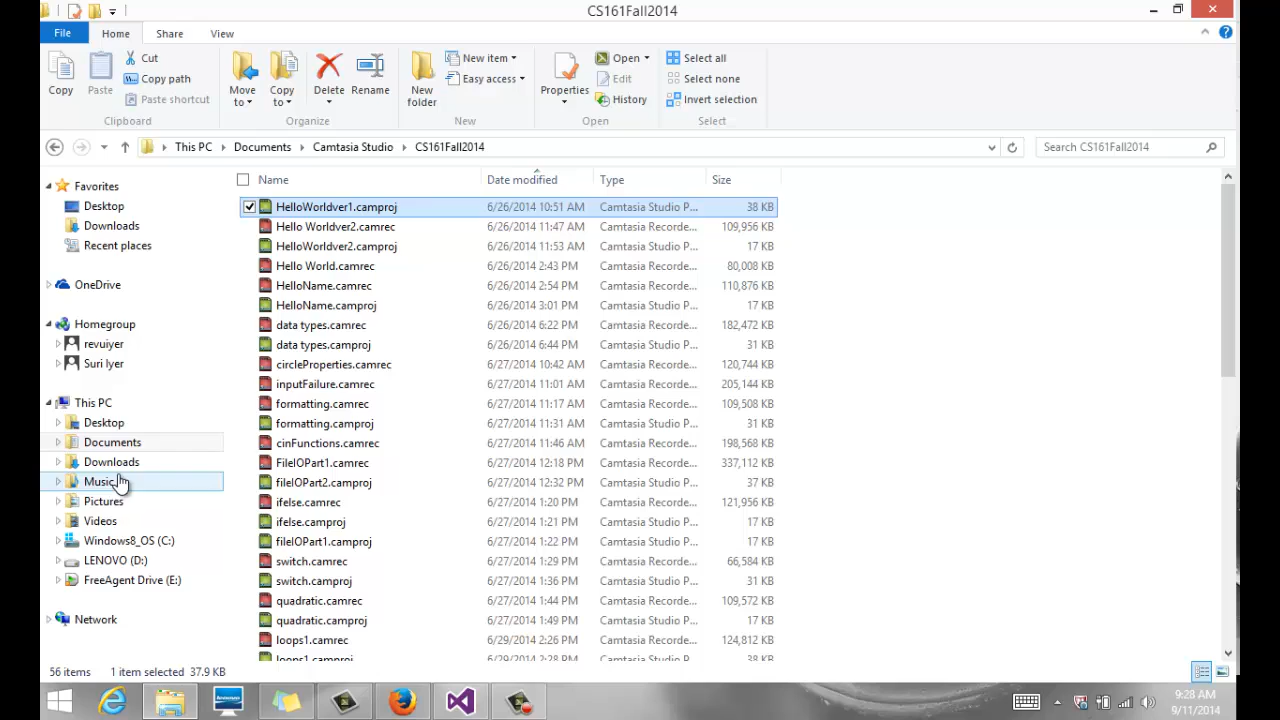 CS161Fall2014
File Home Share View
Copy Paste Cut Copy path Paste shortcut Move to Copy to Delete Rename New folder New item Easy access Properties Open Edit History Select all Select none Invert selection
Clipboard Organize New Open Select
This PC Documents Camtasia Studio CS161Fall2014 Search CS161Fall2014
Name Date modified Type Size
Favorites
Desktop
Downloads
Recent places
OneDrive
Homegroup
revuiyer
Suri Iyer
This PC
Desktop
Documents
Downloads
Music
Pictures
Videos
Windows8_OS (C:)
LENOVO (D:)
FreeAgent Drive (E:)
Network
HelloWorldver1.camproj 6/26/2014 10:51 AM Camtasia Studio P... 38 KB
Hello Worldver2.camrec 6/26/2014 11:47 AM Camtasia Recorde... 109,956 KB
HelloWorldver2.camproj 6/26/2014 11:53 AM Camtasia Studio P... 17 KB
Hello World.camrec 6/26/2014 2:43 PM Camtasia Recorde... 80,008 KB
HelloName.camrec 6/26/2014 2:54 PM Camtasia Recorde... 110,876 KB
HelloName.camproj 6/26/2014 3:01 PM Camtasia Studio P... 17 KB
data types.camrec 6/26/2014 6:22 PM Camtasia Recorde... 182,472 KB
data types.camproj 6/26/2014 6:44 PM Camtasia Studio P... 31 KB
circleProperties.camrec 6/27/2014 10:42 AM Camtasia Recorde... 120,744 KB
inputFailure.camrec 6/27/2014 11:01 AM Camtasia Recorde... 205,144 KB
formatting.camrec 6/27/2014 11:17 AM Camtasia Recorde... 109,508 KB
formatting.camproj 6/27/2014 11:31 AM Camtasia Studio P... 31 KB
cinFunctions.camrec 6/27/2014 11:46 AM Camtasia Recorde... 198,568 KB
FileIOPart1.camrec 6/27/2014 12:18 PM Camtasia Recorde... 337,112 KB
fileIOPart2.camproj 6/27/2014 12:32 PM Camtasia Studio P... 37 KB
ifelse.camrec 6/27/2014 1:20 PM Camtasia Recorde... 121,956 KB
ifelse.camproj 6/27/2014 1:21 PM Camtasia Studio P... 17 KB
fileIOPart1.camproj 6/27/2014 1:22 PM Camtasia Studio P... 17 KB
switch.camrec 6/27/2014 1:29 PM Camtasia Recorde... 66,584 KB
switch.camproj 6/27/2014 1:36 PM Camtasia Studio P... 31 KB
quadratic.camrec 6/27/2014 1:44 PM Camtasia Recorde... 109,572 KB
quadratic.camproj 6/27/2014 1:49 PM Camtasia Studio P... 17 KB
loops1.camrec 6/29/2014 2:26 PM Camtasia Recorde... 124,812 KB
loops1.camproj 6/29/2014 2:28 PM Camtasia Studio P... 38 KB
56 items 1 item selected 37.9 KB
9:28 AM
9/11/2014